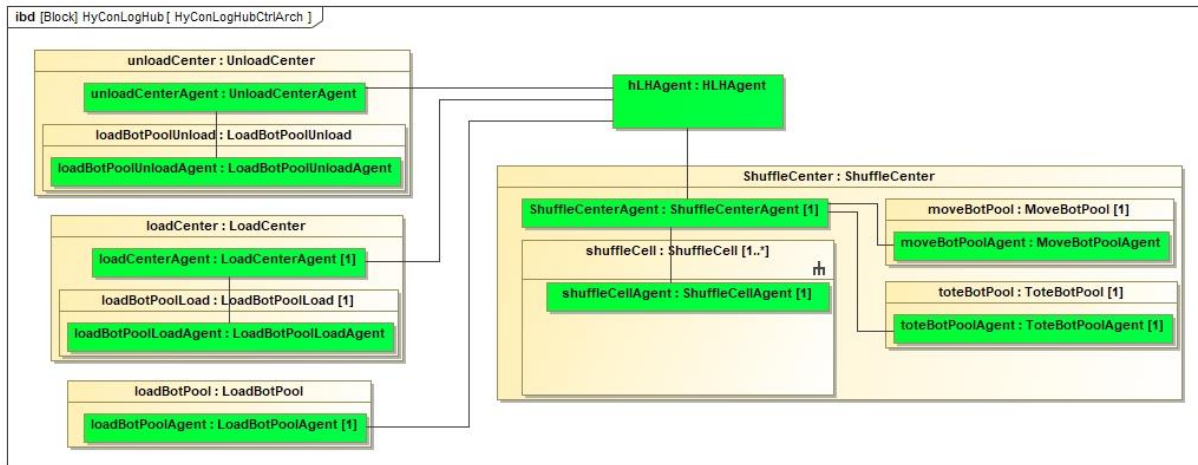 ibd [Block] HyConLogHub [ HyConLogHubCtrlArch ]
unloadCenter : UnloadCenter
unloadCenterAgent : UnloadCenterAgent
loadBotPoolUnload : LoadBotPoolUnload
loadBotPoolUnloadAgent : LoadBotPoolUnloadAgent
loadCenter : LoadCenter
loadCenterAgent : LoadCenterAgent [1]
loadBotPoolLoad : LoadBotPoolLoad [1]
loadBotPoolLoadAgent : LoadBotPoolLoadAgent
loadBotPool : LoadBotPool
loadBotPoolAgent : LoadBotPoolAgent [1]
hLHAgent : HLHAgent
ShuffleCenter : ShuffleCenter
ShuffleCenterAgent : ShuffleCenterAgent [1]
shuffleCell : ShuffleCell [1..*]
shuffleCellAgent : ShuffleCellAgent [1]
moveBotPool : MoveBotPool [1]
moveBotPoolAgent : MoveBotPoolAgent
toteBotPool : ToteBotPool [1]
toteBotPoolAgent : ToteBotPoolAgent [1]